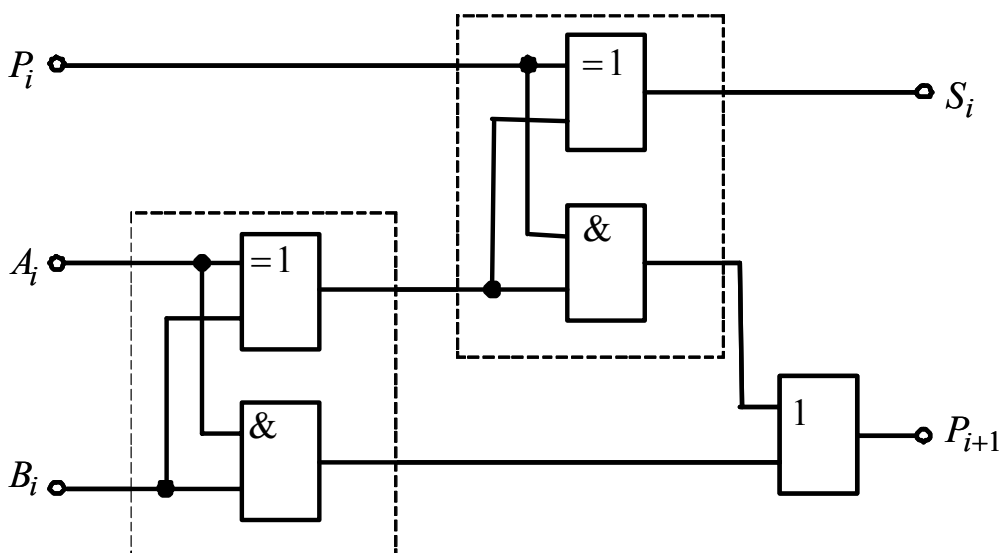 P_i
=1
S_i
&
A_i
=1
1
&
P_{i+1}
B_i